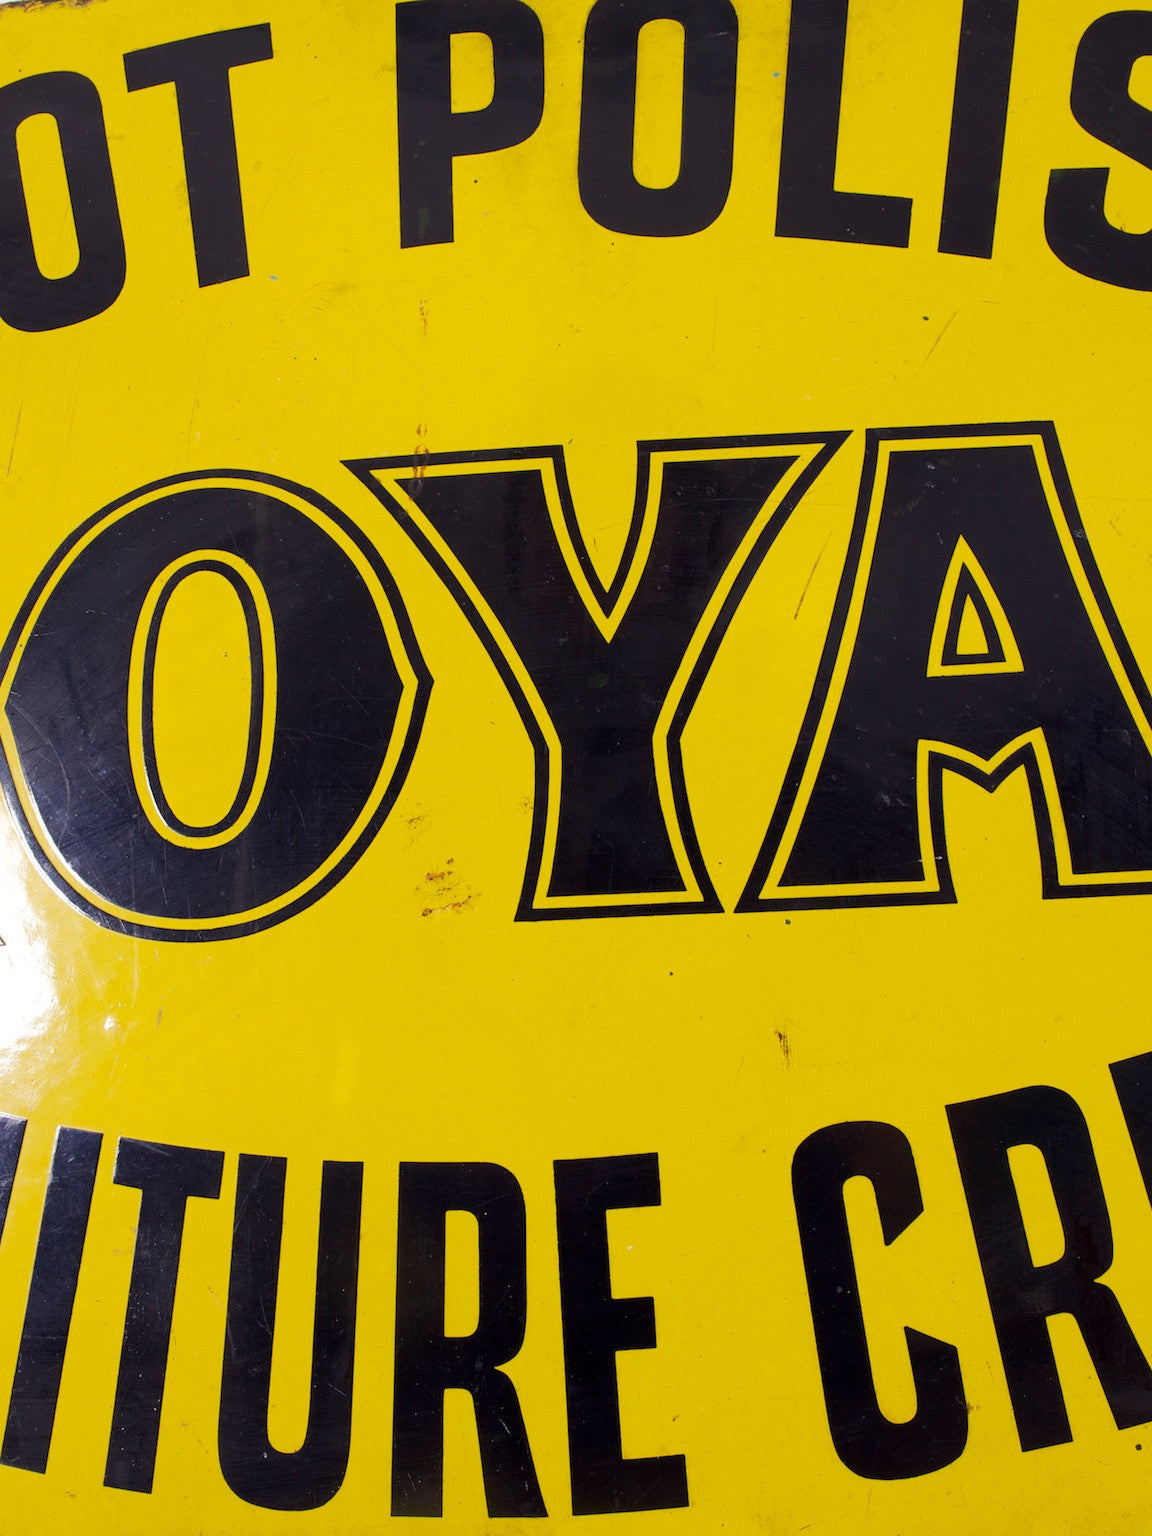 OT POLIS
OYA
ITURE CR